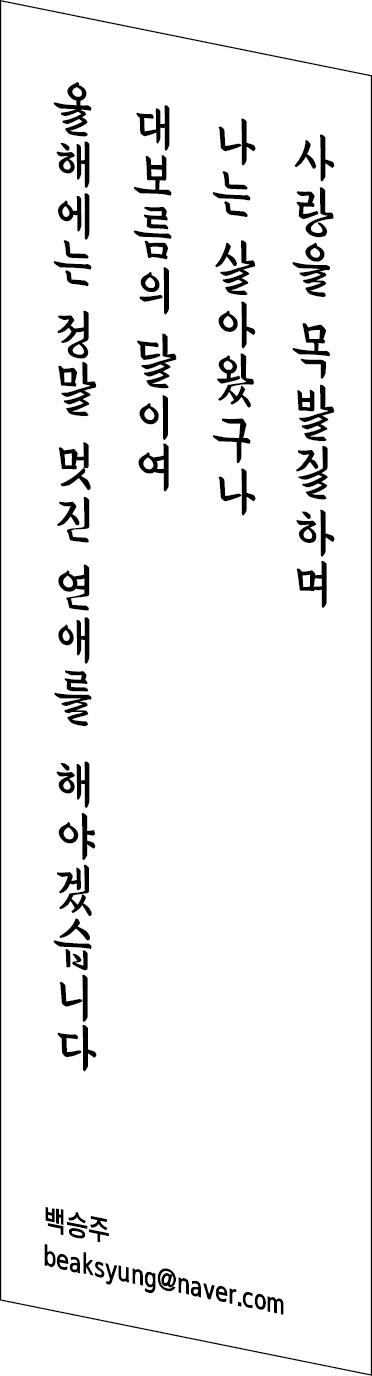 사랑을 목발질하며
나는 살아왔구나
대보름의 달이여
올해에는 정말 멋진 연애를 해야겠습니다
백승주
beaksyung@naver.com